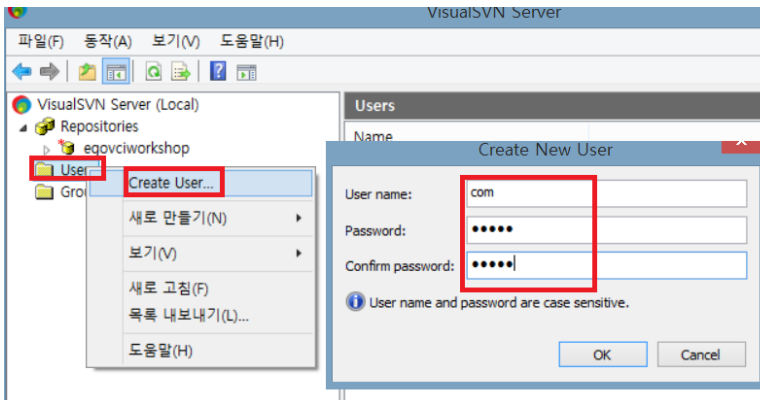 VisualSVN Server
파일(F) 동작(A) 보기(V) 도움말(H)
VisualSVN Server (Local)
Repositories
egovciworkshop
User
Grou
Create User...
새로 만들기(N)
보기(V)
새로 고침(F)
목록 내보내기(L)...
도움말(H)
Users
Name
Create New User
User name: com
Password: •••••
Confirm password: •••••
User name and password are case sensitive.
OK Cancel